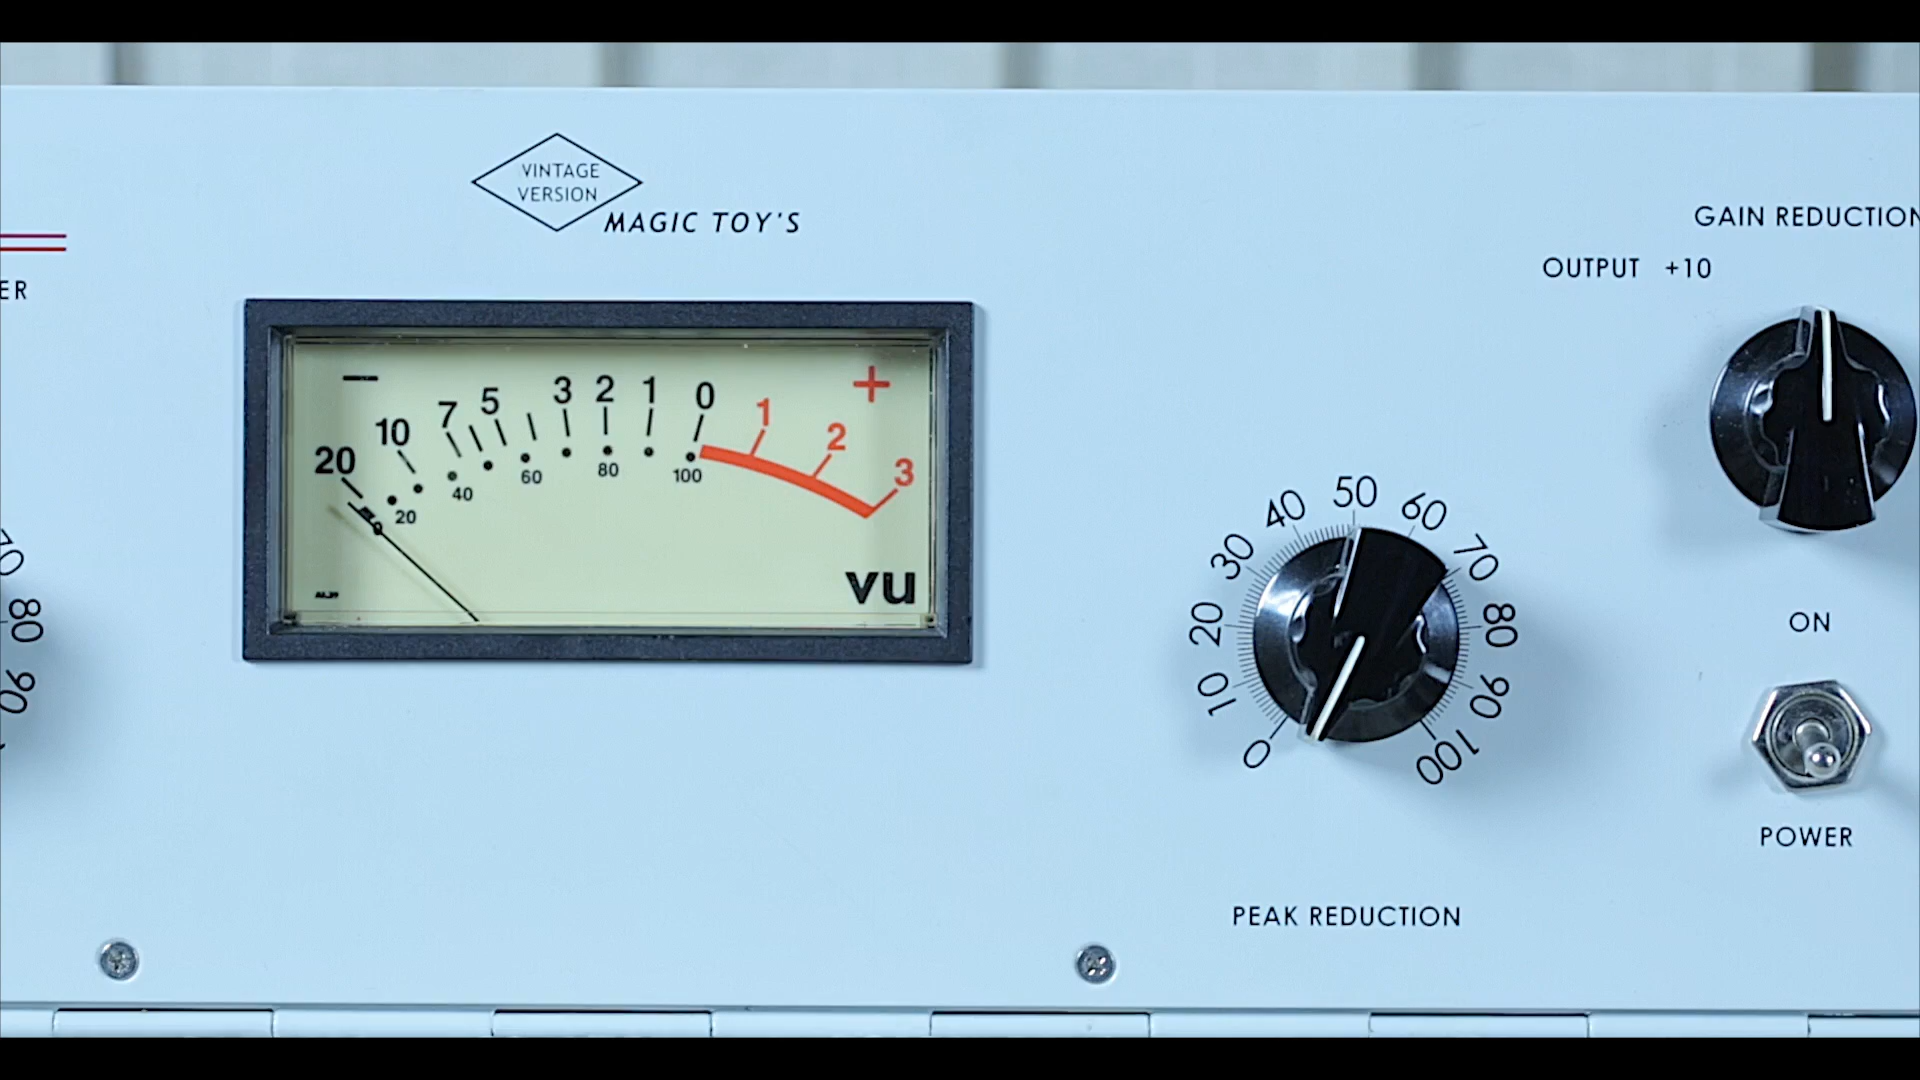 VINTAGE
VERSION
MAGIC TOY'S
GAIN REDUCTION
OUTPUT +10
ER
− +
20 10 7 5 3 2 1 0 1 2 3
0 20 40 60 80 100
VU
0 10 20 30 40 50 60 70 80 90 100
70
80
90
ON
POWER
PEAK REDUCTION